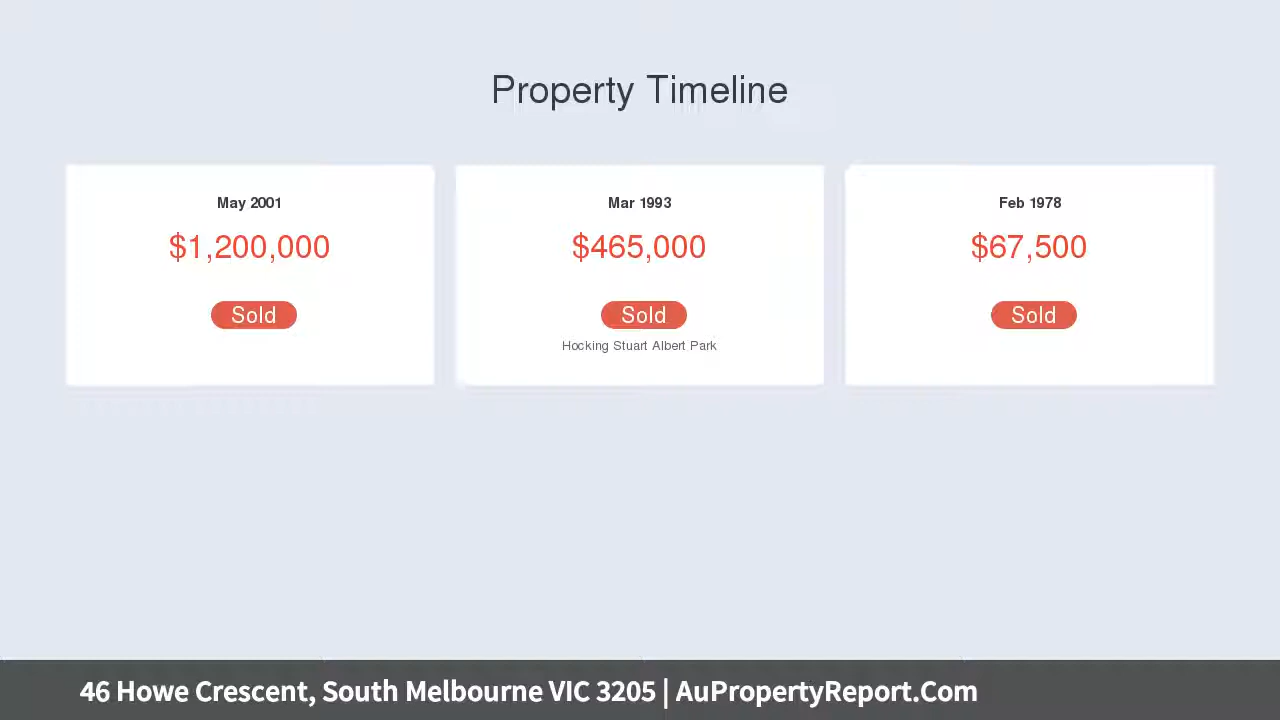 Property Timeline
May 2001
$1,200,000
Sold
Mar 1993
$465,000
Sold
Hocking Stuart Albert Park
Feb 1978
$67,500
Sold
46 Howe Crescent, South Melbourne VIC 3205 | AuPropertyReport.Com